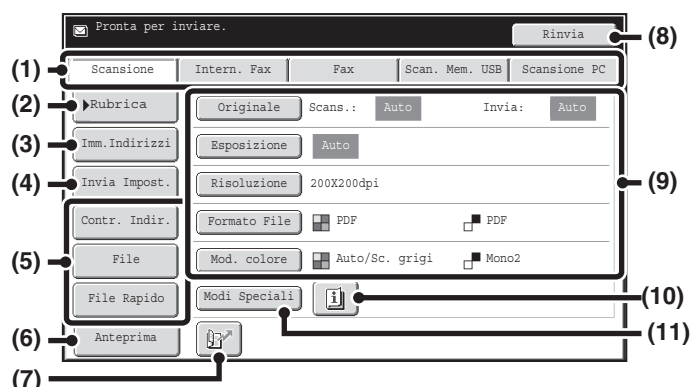 Pronta per inviare.
Rinvia
(8)
(1)
Scansione
Intern. Fax
Fax
Scan. Mem. USB
Scansione PC
(2)
Rubrica
Originale
Scans.:
Auto
Invia:
Auto
(3)
Imm.Indirizzi
Esposizione
Auto
(4)
Invia Impost.
Risoluzione
200X200dpi
(9)
Contr. Indir.
Formato File
PDF
PDF
(5)
File
Mod. colore
Auto/Sc. grigi
Mono2
File Rapido
Modi Speciali
(10)
(11)
(6)
Anteprima
(7)